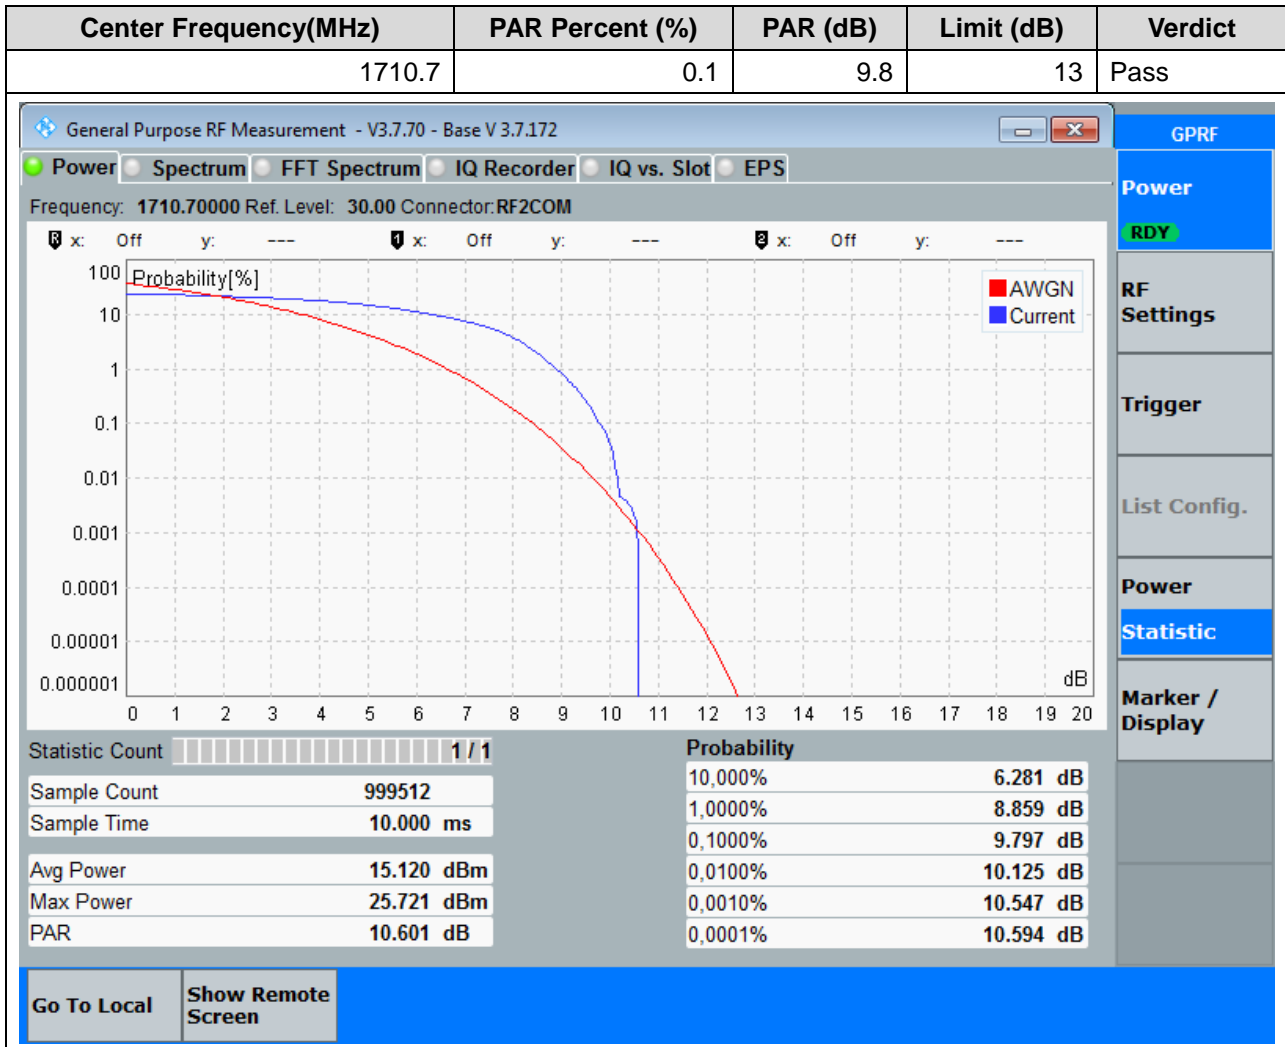 Center Frequency(MHz) PAR Percent (%) PAR (dB) Limit (dB) Verdict
1710.7 0.1 9.8 13 Pass
General Purpose RF Measurement - V3.7.70 - Base V 3.7.172
GPRF
Power Spectrum FFT Spectrum IQ Recorder IQ vs. Slot EPS
Frequency: 1710.70000 Ref. Level: 30.00 Connector:RF2COM
R x: Off y: --- 1 x: Off y: --- 2 x: Off y: ---
Probability[%]
100
10
1
0.1
0.01
0.001
0.0001
0.00001
0.000001
AWGN
Current
dB
0 1 2 3 4 5 6 7 8 9 10 11 12 13 14 15 16 17 18 19 20
Statistic Count 1 / 1
Sample Count 999512
Sample Time 10.000 ms
Avg Power 15.120 dBm
Max Power 25.721 dBm
PAR 10.601 dB
Probability
10,000% 6.281 dB
1,0000% 8.859 dB
0,1000% 9.797 dB
0,0100% 10.125 dB
0,0010% 10.547 dB
0,0001% 10.594 dB
Power
RDY
RF
Settings
Trigger
List Config.
Power
Statistic
Marker /
Display
Go To Local
Show Remote
Screen